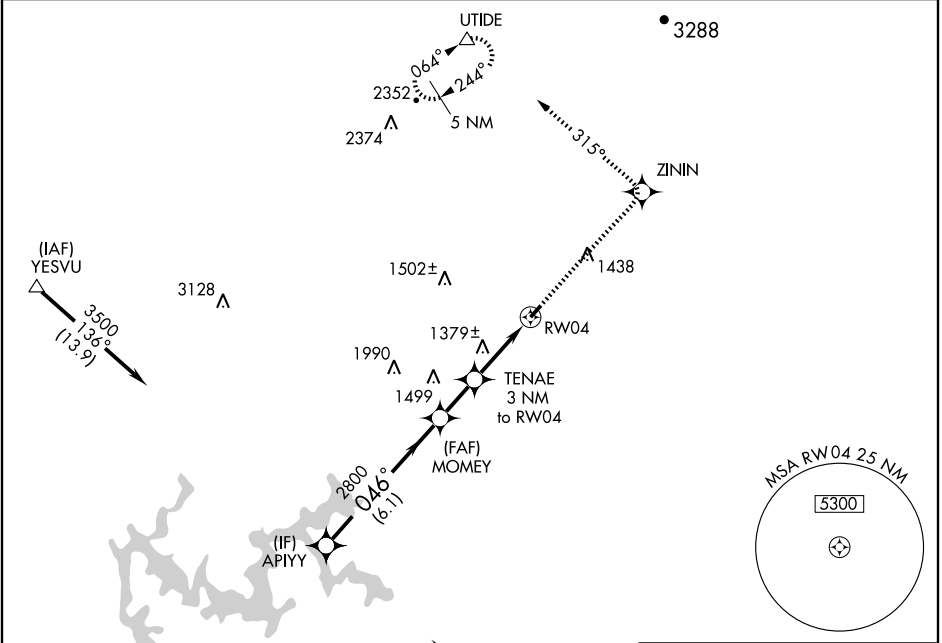 UTIDE
3288
064°
244°
2352
5 NM
2374
315°
ZININ
(IAF)
YESVU
1502±
1438
3128
3500
136°
(13.9)
RW04
1379±
1990
TENAE
3 NM
to RW04
1499
(FAF)
MOMEY
2800
046°
(6.1)
MSA RW04 25 NM
5300
(IF)
APIYY